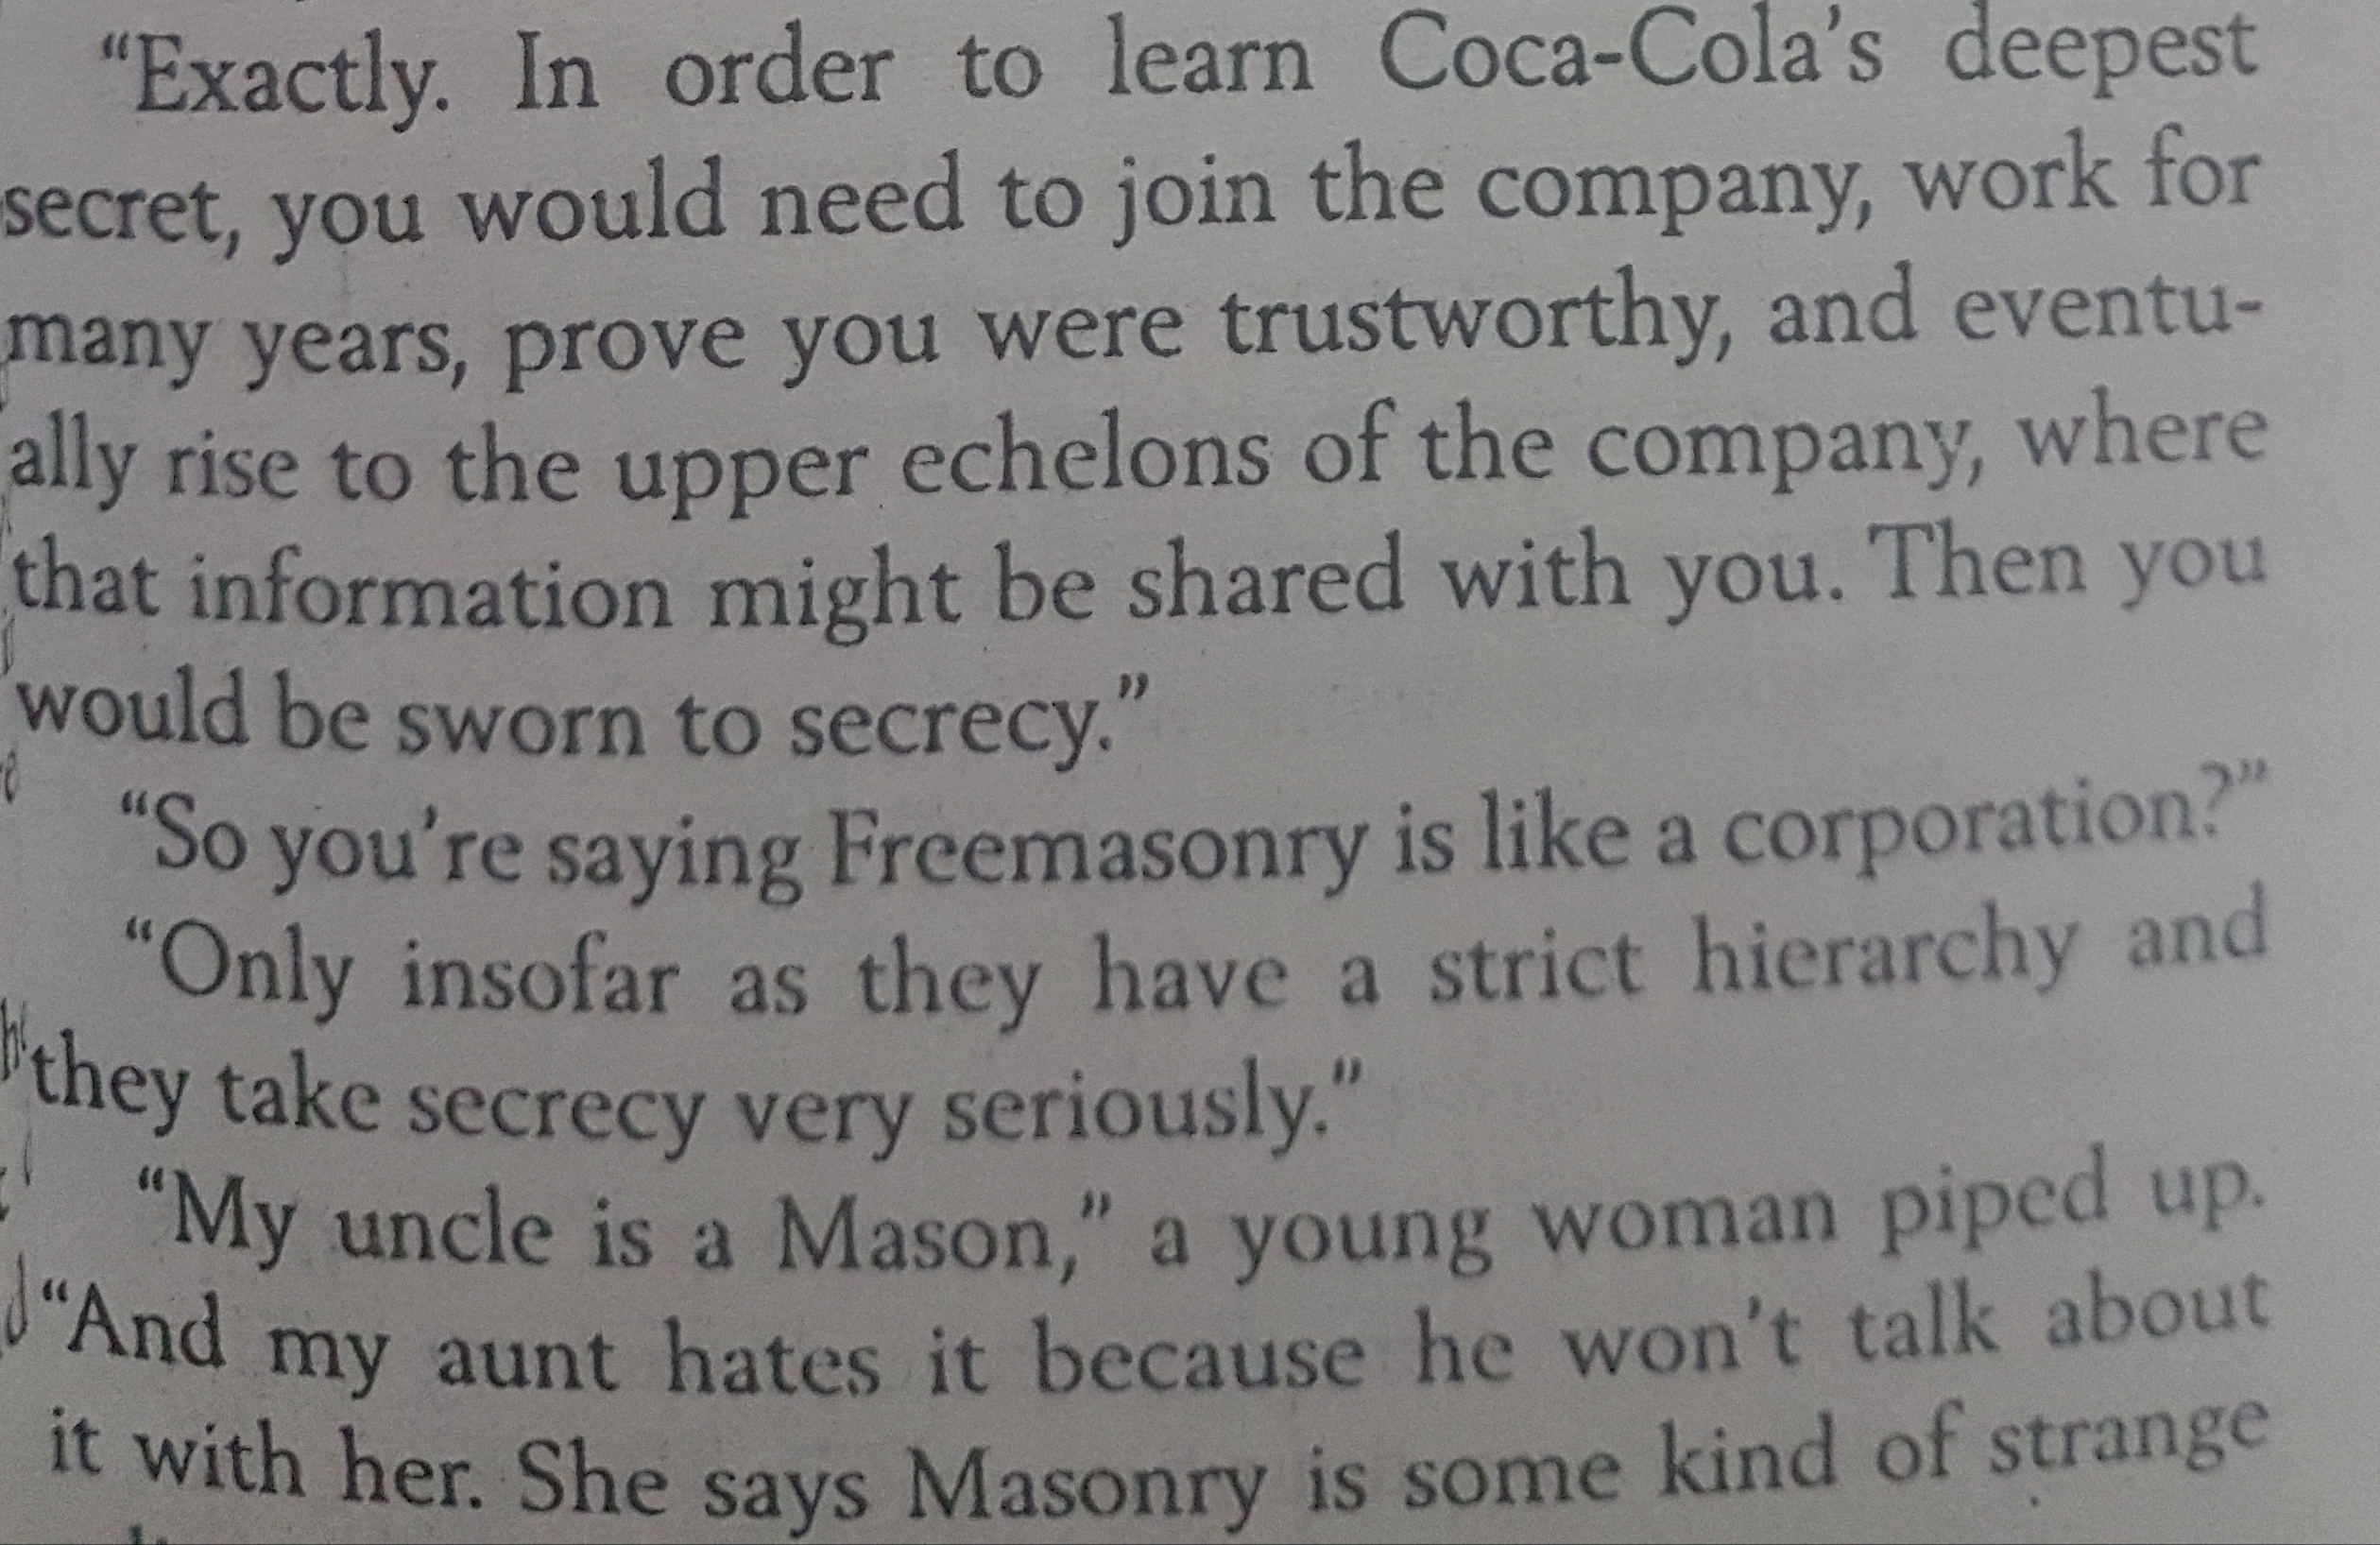 “Exactly. In order to learn Coca-Cola’s deepest
secret, you would need to join the company, work for
many years, prove you were trustworthy, and eventu-
ally rise to the upper echelons of the company, where
that information might be shared with you. Then you
would be sworn to secrecy.”
“So you’re saying Freemasonry is like a corporation?”
“Only insofar as they have a strict hierarchy and
they take secrecy very seriously.”
“My uncle is a Mason,” a young woman piped up.
“And my aunt hates it because he won’t talk about
it with her. She says Masonry is some kind of strange